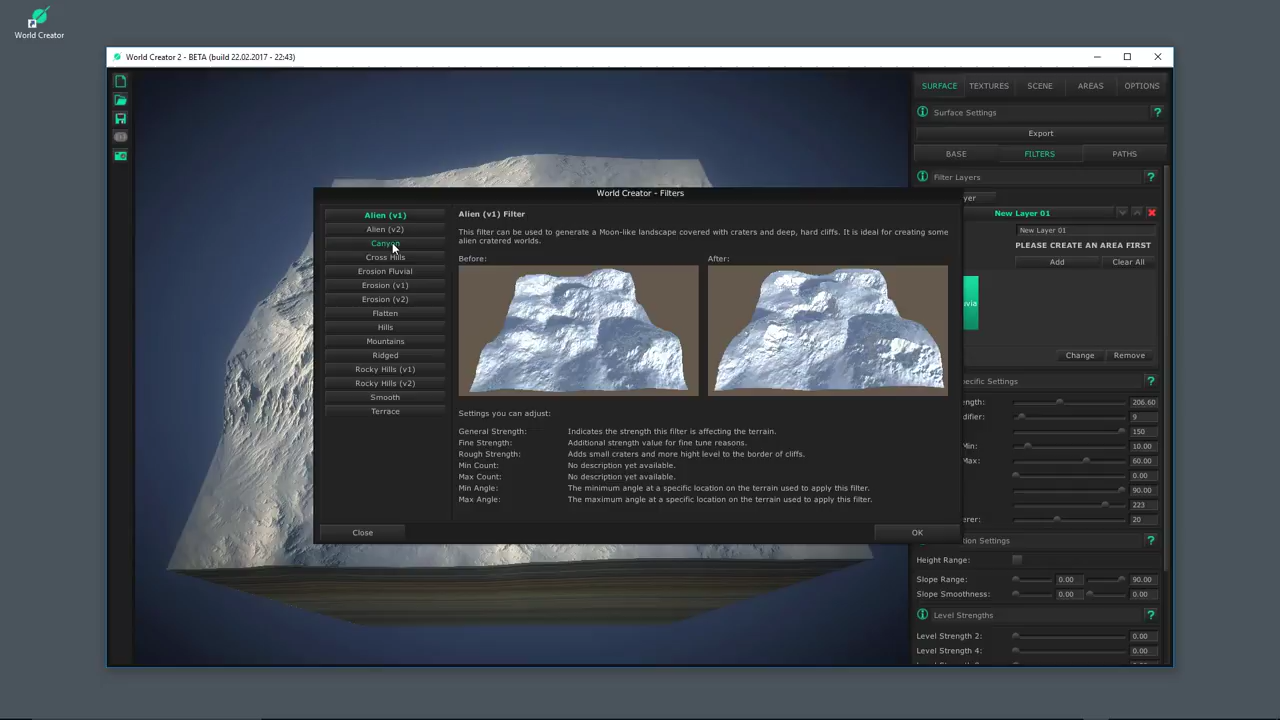 World Creator
World Creator 2 - BETA (build 22.02.2017 - 22:43)
SURFACE TEXTURES SCENE AREAS OPTIONS
Surface Settings ?
Export
BASE FILTERS PATHS
Filter Layers ?
yer
New Layer 01
New Layer 01
PLEASE CREATE AN AREA FIRST
Add Clear All
via
Change Remove
ecific Settings ?
ength: 206.60
difier: 9
150
Min: 10.00
Max: 60.00
0.00
90.00
223
erer: 20
tion Settings ?
Height Range:
Slope Range: 0.00 90.00
Slope Smoothness: 0.00 0.00
Level Strengths ?
Level Strength 2: 0.00
Level Strength 4: 0.00
World Creator - Filters
Alien (v1)
Alien (v2)
Canyon
Cross Hills
Erosion Fluvial
Erosion (v1)
Erosion (v2)
Flatten
Hills
Mountains
Ridged
Rocky Hills (v1)
Rocky Hills (v2)
Smooth
Terrace
Alien (v1) Filter
This filter can be used to generate a Moon-like landscape covered with craters and deep, hard cliffs. It is ideal for creating some
alien cratered worlds.
Before: After:
Settings you can adjust:
General Strength: Indicates the strength this filter is affecting the terrain.
Fine Strength: Additional strength value for fine tune reasons.
Rough Strength: Adds small craters and more hight level to the border of cliffs.
Min Count: No description yet available.
Max Count: No description yet available.
Min Angle: The minimum angle at a specific location on the terrain used to apply this filter.
Max Angle: The maximum angle at a specific location on the terrain used to apply this filter.
Close OK